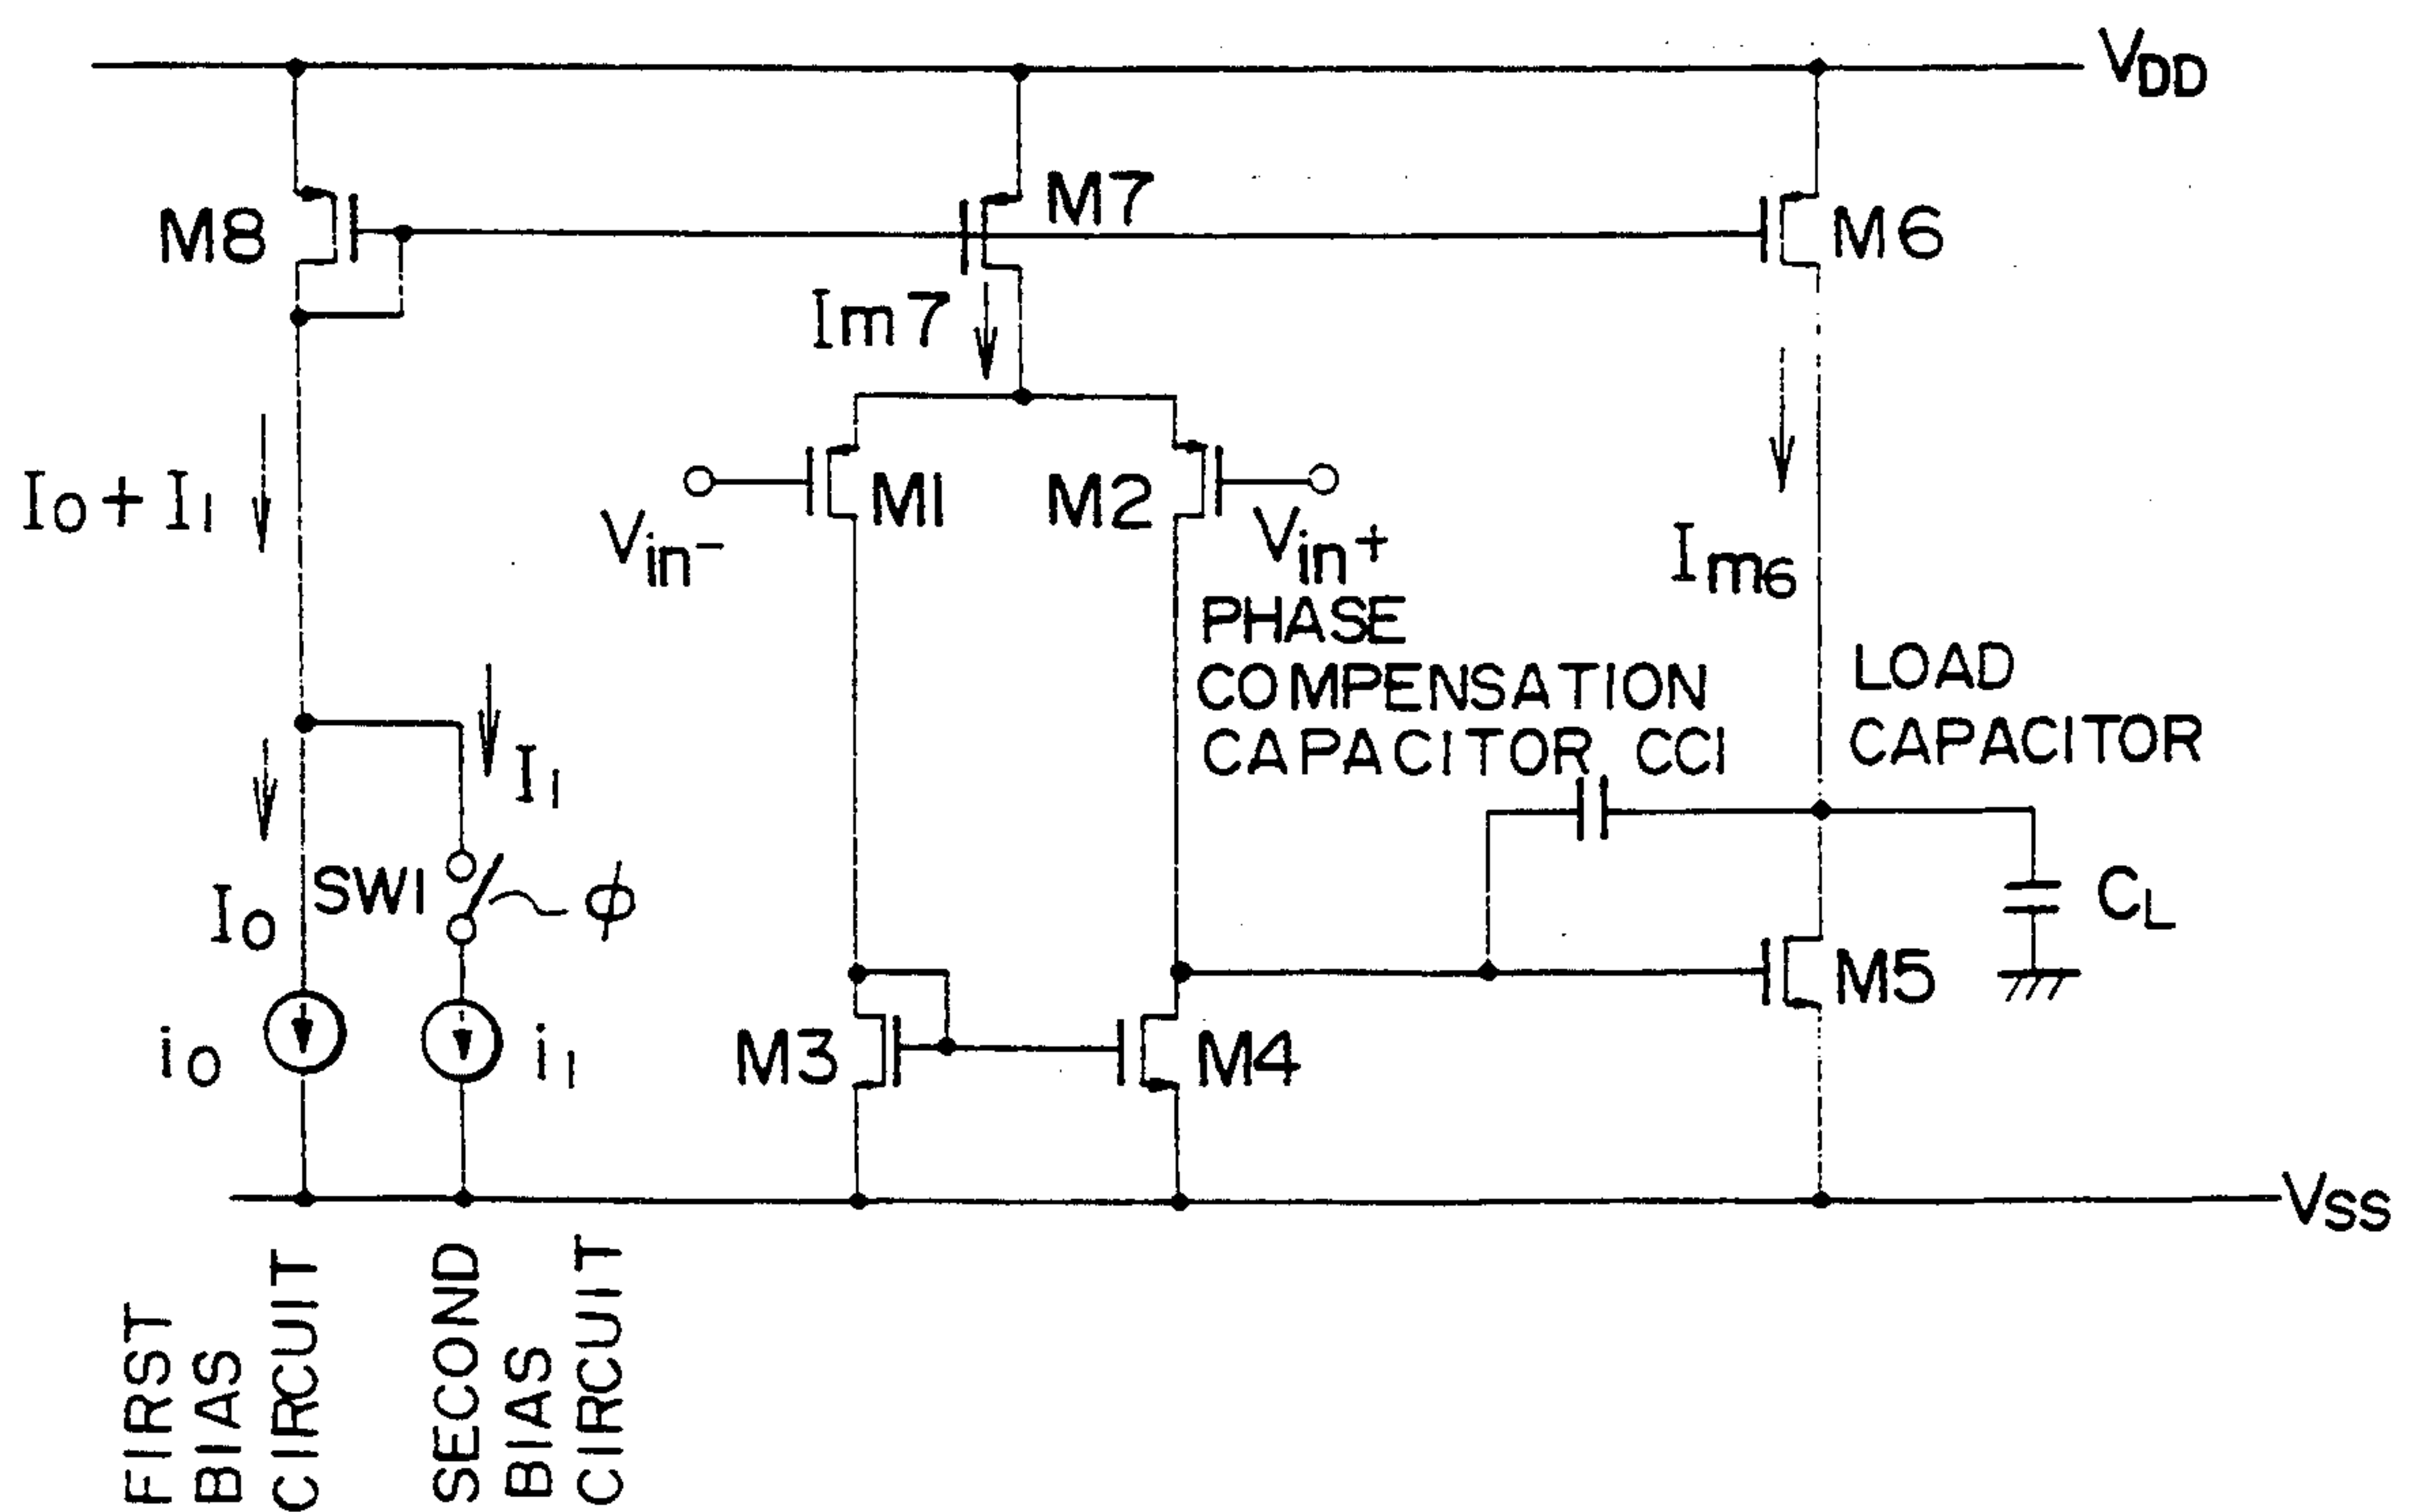 VDD
M8
M7
M6
Im7
I0+I1
Vin-
M1
M2
Vin+
Im6
PHASE
COMPENSATION
CAPACITOR CC1
LOAD
CAPACITOR
I1
I0
SW1
φ
CL
M5
i0
i1
M3
M4
VSS
FIRST
BIAS
CIRCUIT
SECOND
BIAS
CIRCUIT